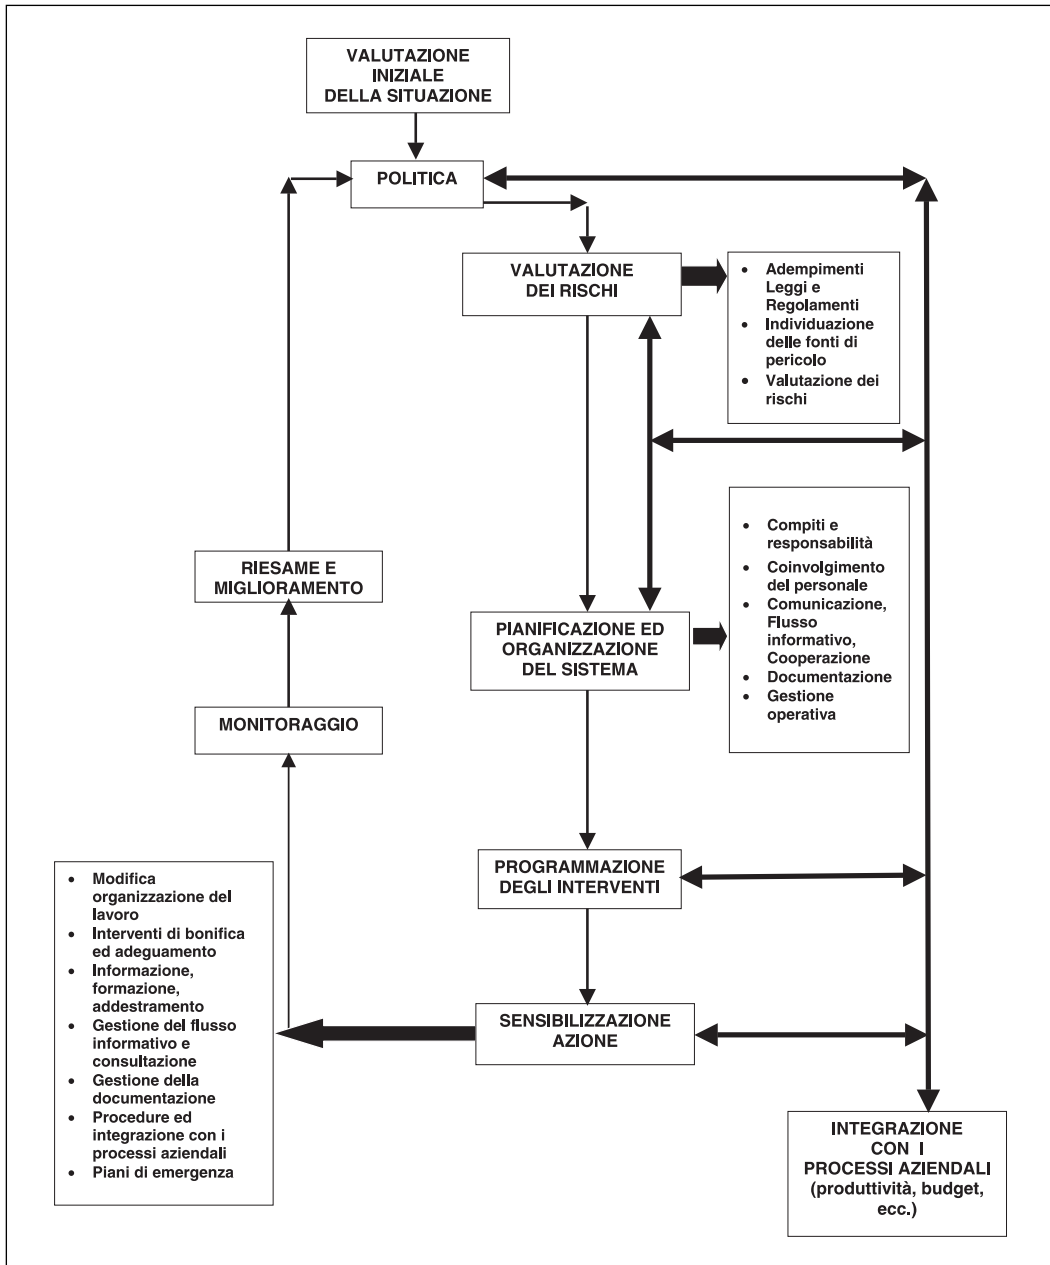 VALUTAZIONE
INIZIALE
DELLA SITUAZIONE
POLITICA
VALUTAZIONE
DEI RISCHI
• Adempimenti
Leggi e
Regolamenti
• Individuazione
delle fonti di
pericolo
• Valutazione dei
rischi
RIESAME E
MIGLIORAMENTO
PIANIFICAZIONE ED
ORGANIZZAZIONE
DEL SISTEMA
• Compiti e
responsabilità
• Coinvolgimento
del personale
• Comunicazione,
Flusso
informativo,
Cooperazione
• Documentazione
• Gestione
operativa
MONITORAGGIO
PROGRAMMAZIONE
DEGLI INTERVENTI
• Modifica
organizzazione del
lavoro
• Interventi di bonifica
ed adeguamento
• Informazione,
formazione,
addestramento
• Gestione del flusso
informativo e
consultazione
• Gestione della
documentazione
• Procedure ed
integrazione con i
processi aziendali
• Piani di emergenza
SENSIBILIZZAZIONE
AZIONE
INTEGRAZIONE
CON I
PROCESSI AZIENDALI
(produttività, budget,
ecc.)